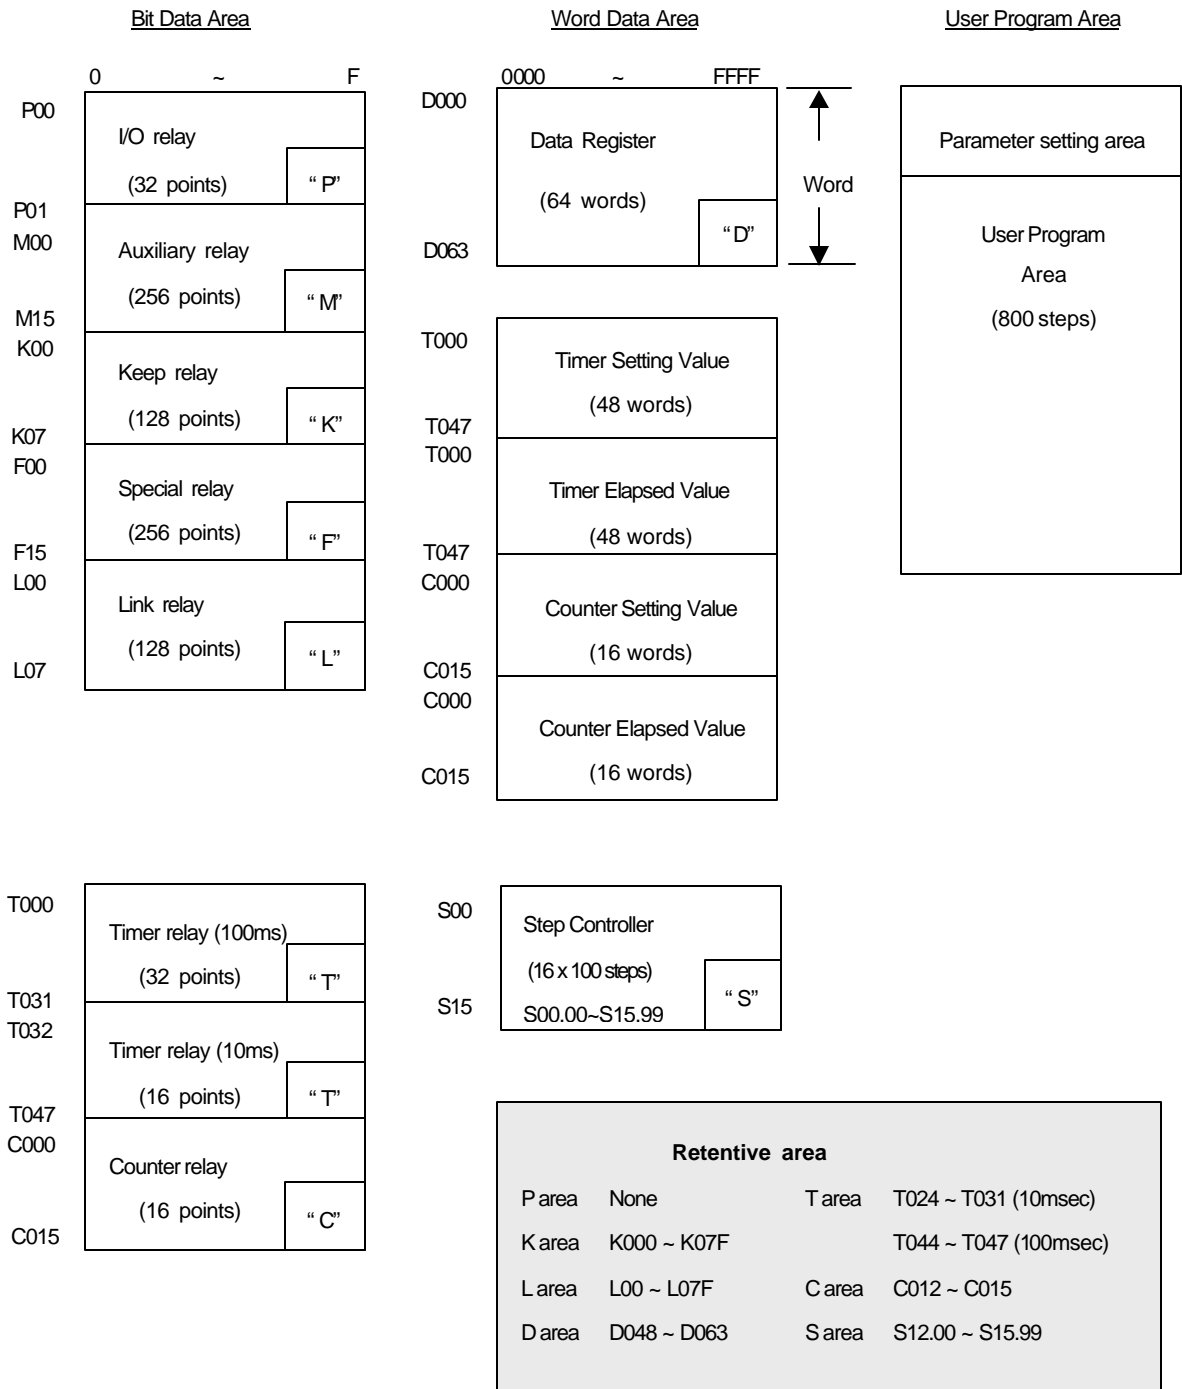 Bit Data Area
0 ~ F
P00
I/O relay
(32 points)
“P”
P01
M00
Auxiliary relay
(256 points)
“M”
M15
K00
Keep relay
(128 points)
“K”
K07
F00
Special relay
(256 points)
“F”
F15
L00
Link relay
(128 points)
“L”
L07
Word Data Area
0000 ~ FFFF
D000
Data Register
(64 words)
“D”
D063
Word
T000
Timer Setting Value
(48 words)
T047
T000
Timer Elapsed Value
(48 words)
T047
C000
Counter Setting Value
(16 words)
C015
C000
Counter Elapsed Value
(16 words)
C015
User Program Area
Parameter setting area
User Program
Area
(800 steps)
T000
Timer relay (100ms)
(32 points)
“T”
T031
T032
Timer relay (10ms)
(16 points)
“T”
T047
C000
Counter relay
(16 points)
“C”
C015
S00
Step Controller
(16 x 100 steps)
“S”
S15
S00.00~S15.99
Retentive area
P area None T area T024 ~ T031 (10msec)
K area K000 ~ K07F T044 ~ T047 (100msec)
L area L00 ~ L07F C area C012 ~ C015
D area D048 ~ D063 S area S12.00 ~ S15.99